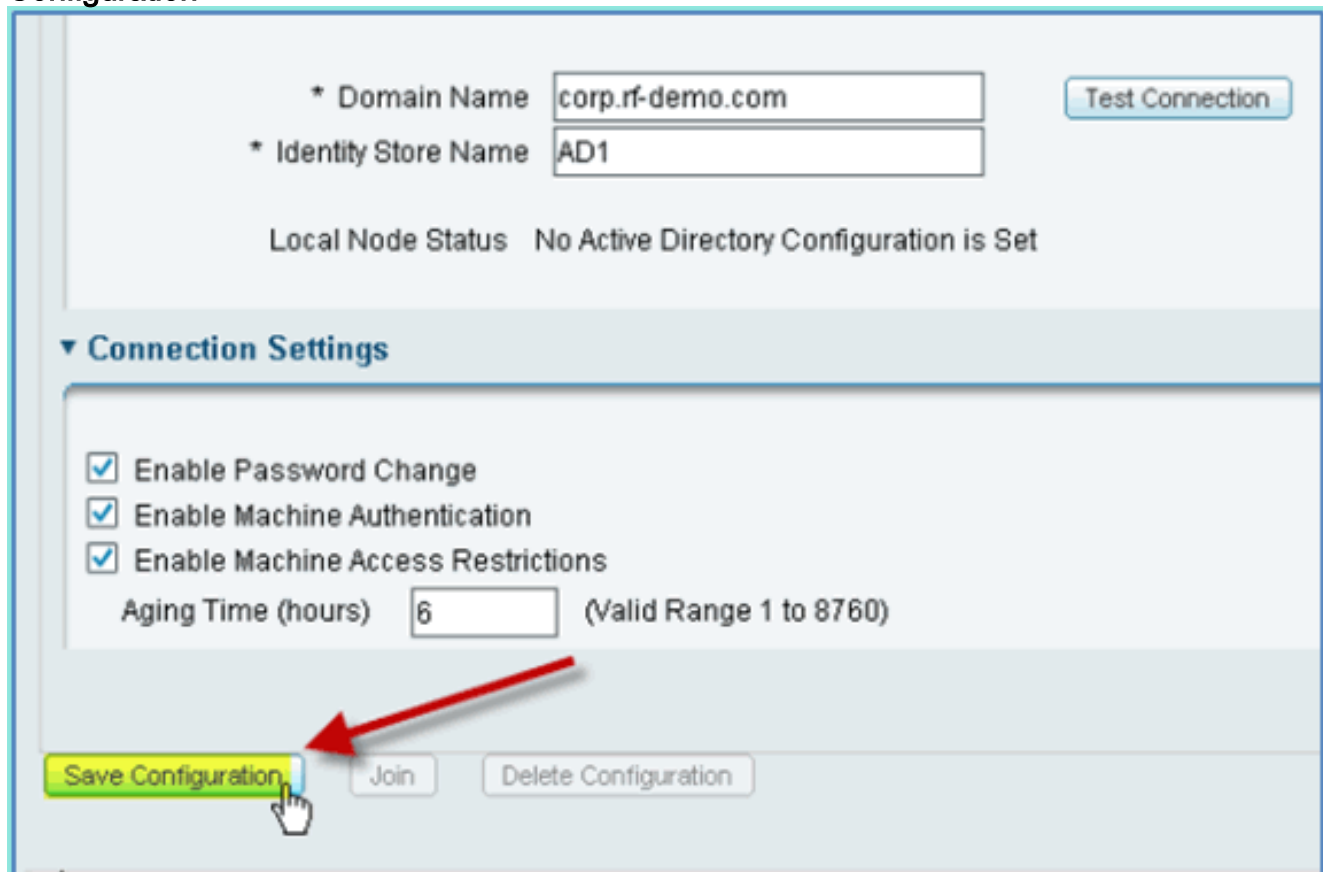 * Domain Name corp.rf-demo.com Test Connection
* Identity Store Name AD1
Local Node Status No Active Directory Configuration is Set
▾ Connection Settings
Enable Password Change
Enable Machine Authentication
Enable Machine Access Restrictions
Aging Time (hours) 6 (Valid Range 1 to 8760)
Save Configuration Join Delete Configuration